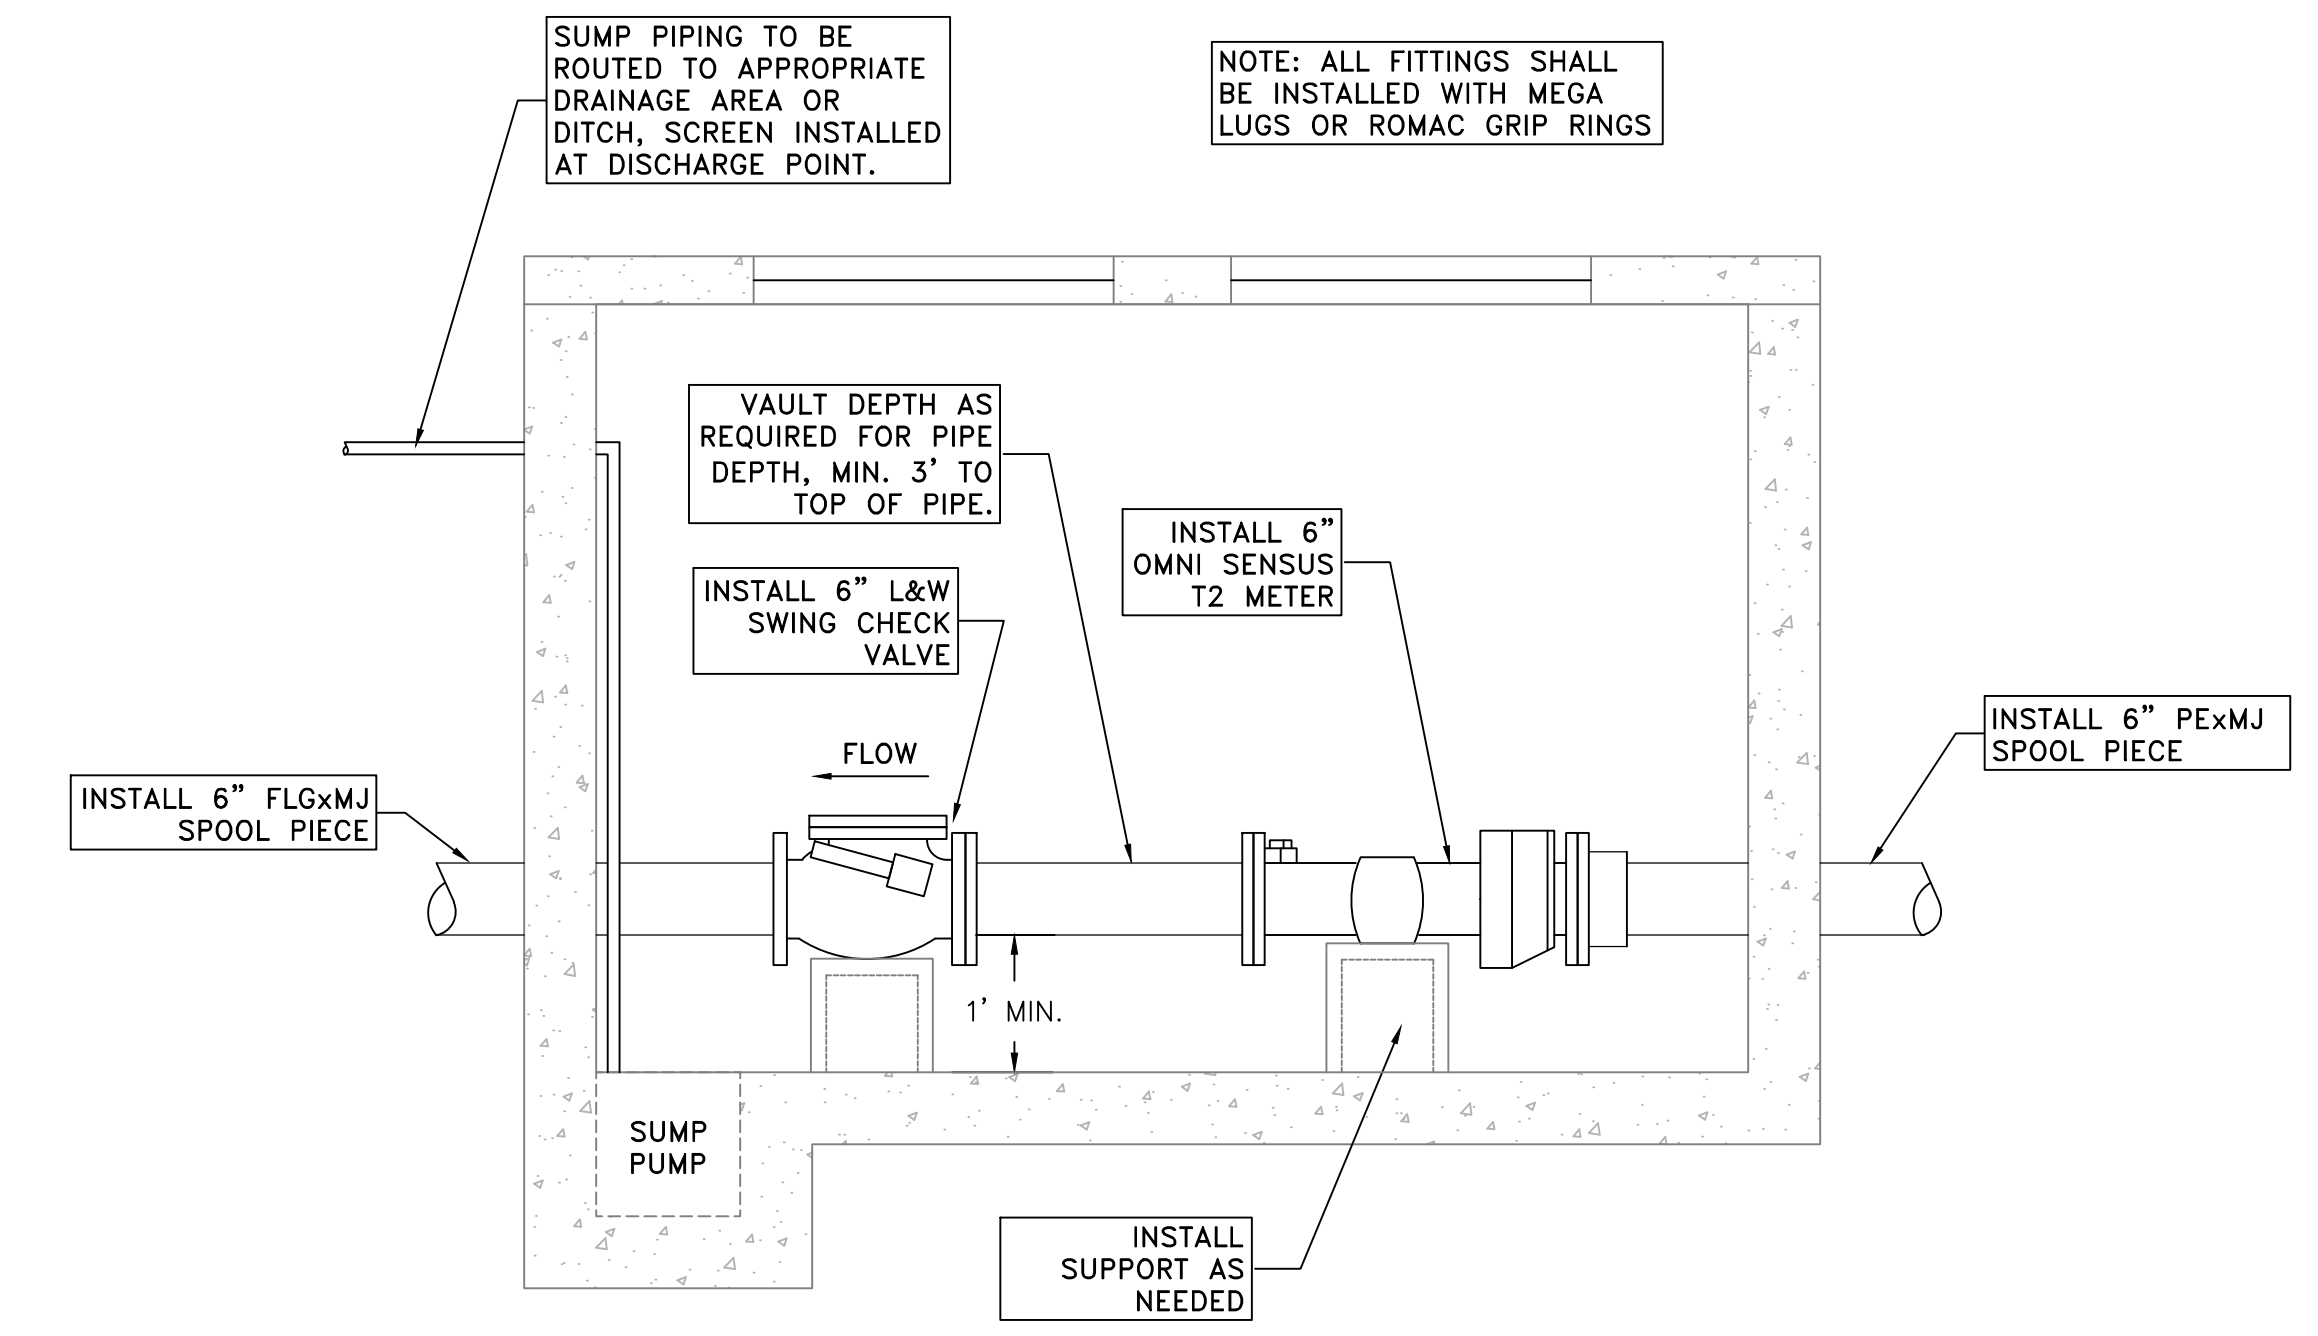 SUMP PIPING TO BE
ROUTED TO APPROPRIATE
DRAINAGE AREA OR
DITCH, SCREEN INSTALLED
AT DISCHARGE POINT.
NOTE: ALL FITTINGS SHALL
BE INSTALLED WITH MEGA
LUGS OR ROMAC GRIP RINGS
VAULT DEPTH AS
REQUIRED FOR PIPE
DEPTH, MIN. 3' TO
TOP OF PIPE.
INSTALL 6"
OMNI SENSUS
T2 METER
INSTALL 6" L&W
SWING CHECK
VALVE
INSTALL 6" PExMJ
SPOOL PIECE
FLOW
INSTALL 6" FLGxMJ
SPOOL PIECE
1' MIN.
SUMP
PUMP
INSTALL
SUPPORT AS
NEEDED